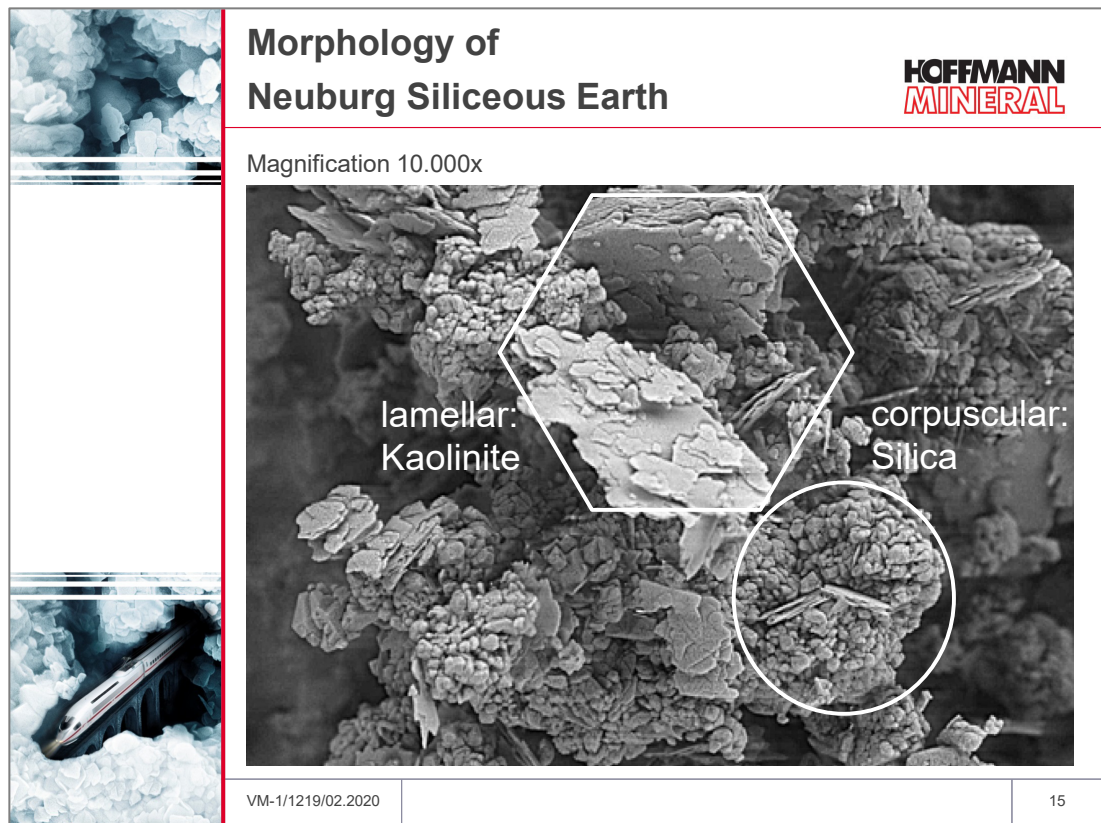 Morphology of
Neuburg Siliceous Earth
HOFFMANN
MINERAL
Magnification 10.000x
lamellar:
Kaolinite
corpuscular:
Silica
VM-1/1219/02.2020
15